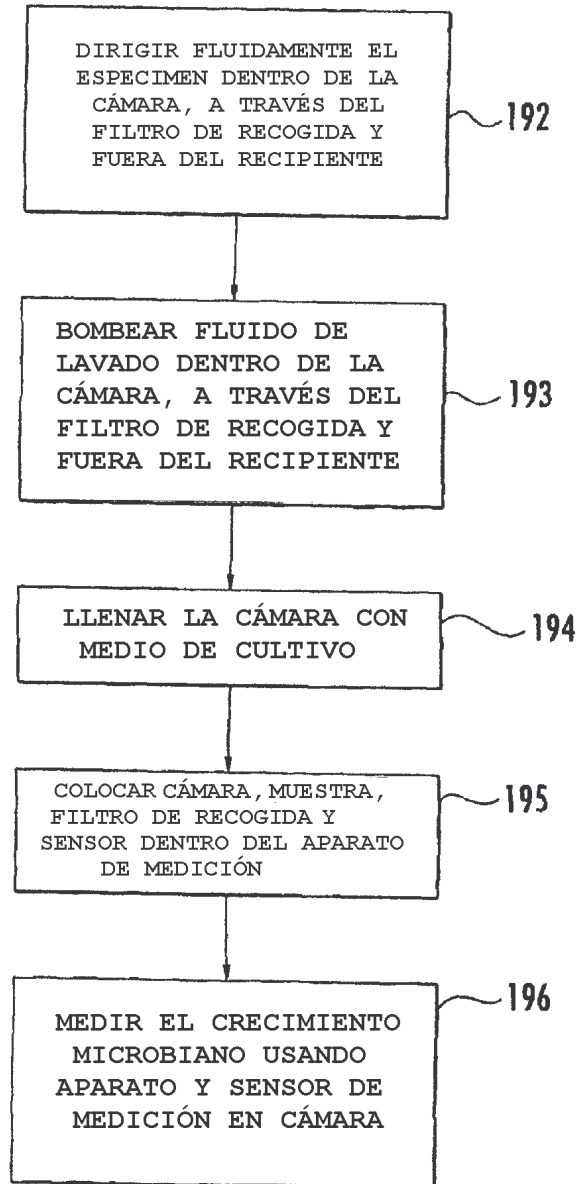 DIRIGIR FLUIDAMENTE EL
ESPECIMEN DENTRO DE LA
CÁMARA, A TRAVÉS DEL
FILTRO DE RECOGIDA Y
FUERA DEL RECIPIENTE
192
BOMBEAR FLUIDO DE
LAVADO DENTRO DE LA
CÁMARA, A TRAVÉS DEL
FILTRO DE RECOGIDA Y
FUERA DEL RECIPIENTE
193
LLENAR LA CÁMARA CON
MEDIO DE CULTIVO
194
COLOCAR CÁMARA, MUESTRA,
FILTRO DE RECOGIDA Y
SENSOR DENTRO DEL APARATO
DE MEDICIÓN
195
MEDIR EL CRECIMIENTO
MICROBIANO USANDO
APARATO Y SENSOR DE
MEDICIÓN EN CÁMARA
196